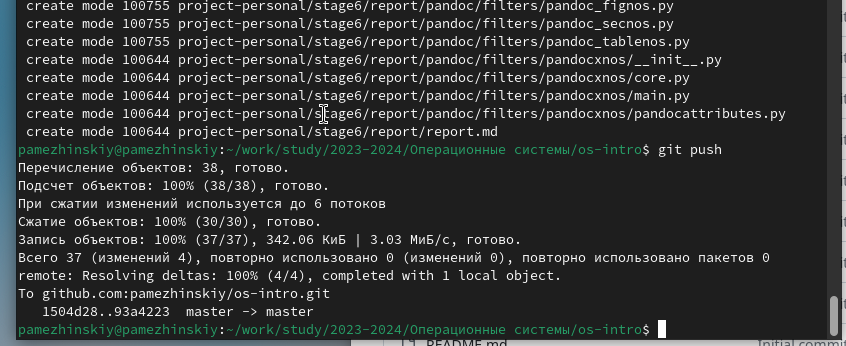 create mode 100755 project-personal/stage6/report/pandoc/filters/pandoc_fignos.py
create mode 100755 project-personal/stage6/report/pandoc/filters/pandoc_secnos.py
create mode 100755 project-personal/stage6/report/pandoc/filters/pandoc_tablenos.py
create mode 100644 project-personal/stage6/report/pandoc/filters/pandocxnos/__init__.py
create mode 100644 project-personal/stage6/report/pandoc/filters/pandocxnos/core.py
create mode 100644 project-personal/stage6/report/pandoc/filters/pandocxnos/main.py
create mode 100644 project-personal/stage6/report/pandoc/filters/pandocxnos/pandocattributes.py
create mode 100644 project-personal/stage6/report/report.md
pamezhinskiy@pamezhinskiy:~/work/study/2023-2024/Операционные системы/os-intro$ git push
Перечисление объектов: 38, готово.
Подсчет объектов: 100% (38/38), готово.
При сжатии изменений используется до 6 потоков
Сжатие объектов: 100% (30/30), готово.
Запись объектов: 100% (37/37), 342.06 КиБ | 3.03 МиБ/с, готово.
Всего 37 (изменений 4), повторно использовано 0 (изменений 0), повторно использовано пакетов 0
remote: Resolving deltas: 100% (4/4), completed with 1 local object.
To github.com:pamezhinskiy/os-intro.git
1504d28..93a4223  master -> master
pamezhinskiy@pamezhinskiy:~/work/study/2023-2024/Операционные системы/os-intro$
README.md
Initial commit